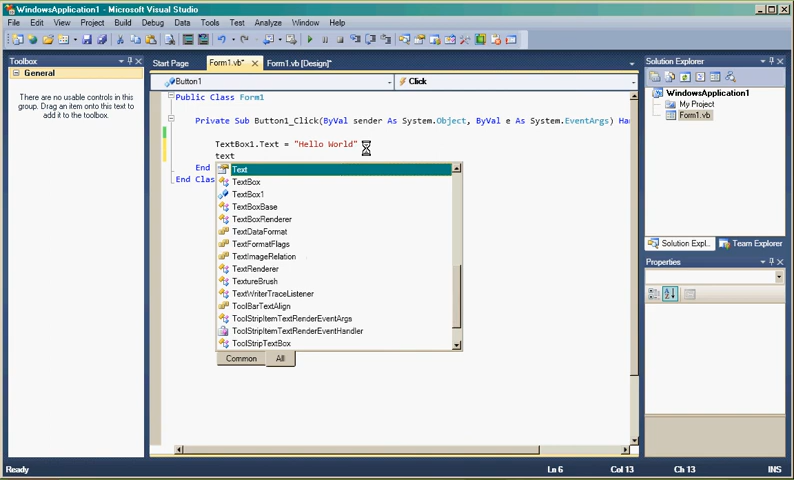 WindowsApplication1 - Microsoft Visual Studio
File Edit View Project Build Debug Data Tools Test Analyze Window Help
Toolbox
General
There are no usable controls in this
group. Drag an item onto this text to
add it to the toolbox.
Start Page Form1.vb* Form1.vb [Design]*
Button1 Click
Public Class Form1
Private Sub Button1_Click(ByVal sender As System.Object, ByVal e As System.EventArgs) Ha
TextBox1.Text = "Hello World"
text
End
End Clas
Text
TextBox
TextBox1
TextBoxBase
TextBoxRenderer
TextDataFormat
TextFormatFlags
TextImageRelation
TextRenderer
TextureBrush
TextWriterTraceListener
ToolBarTextAlign
ToolStripItemTextRenderEventArgs
ToolStripItemTextRenderEventHandler
ToolStripTextBox
Common All
Solution Explorer
WindowsApplication1
My Project
Form1.vb
Solution Expl... Team Explorer
Properties
Ready Ln 6 Col 13 Ch 13 INS